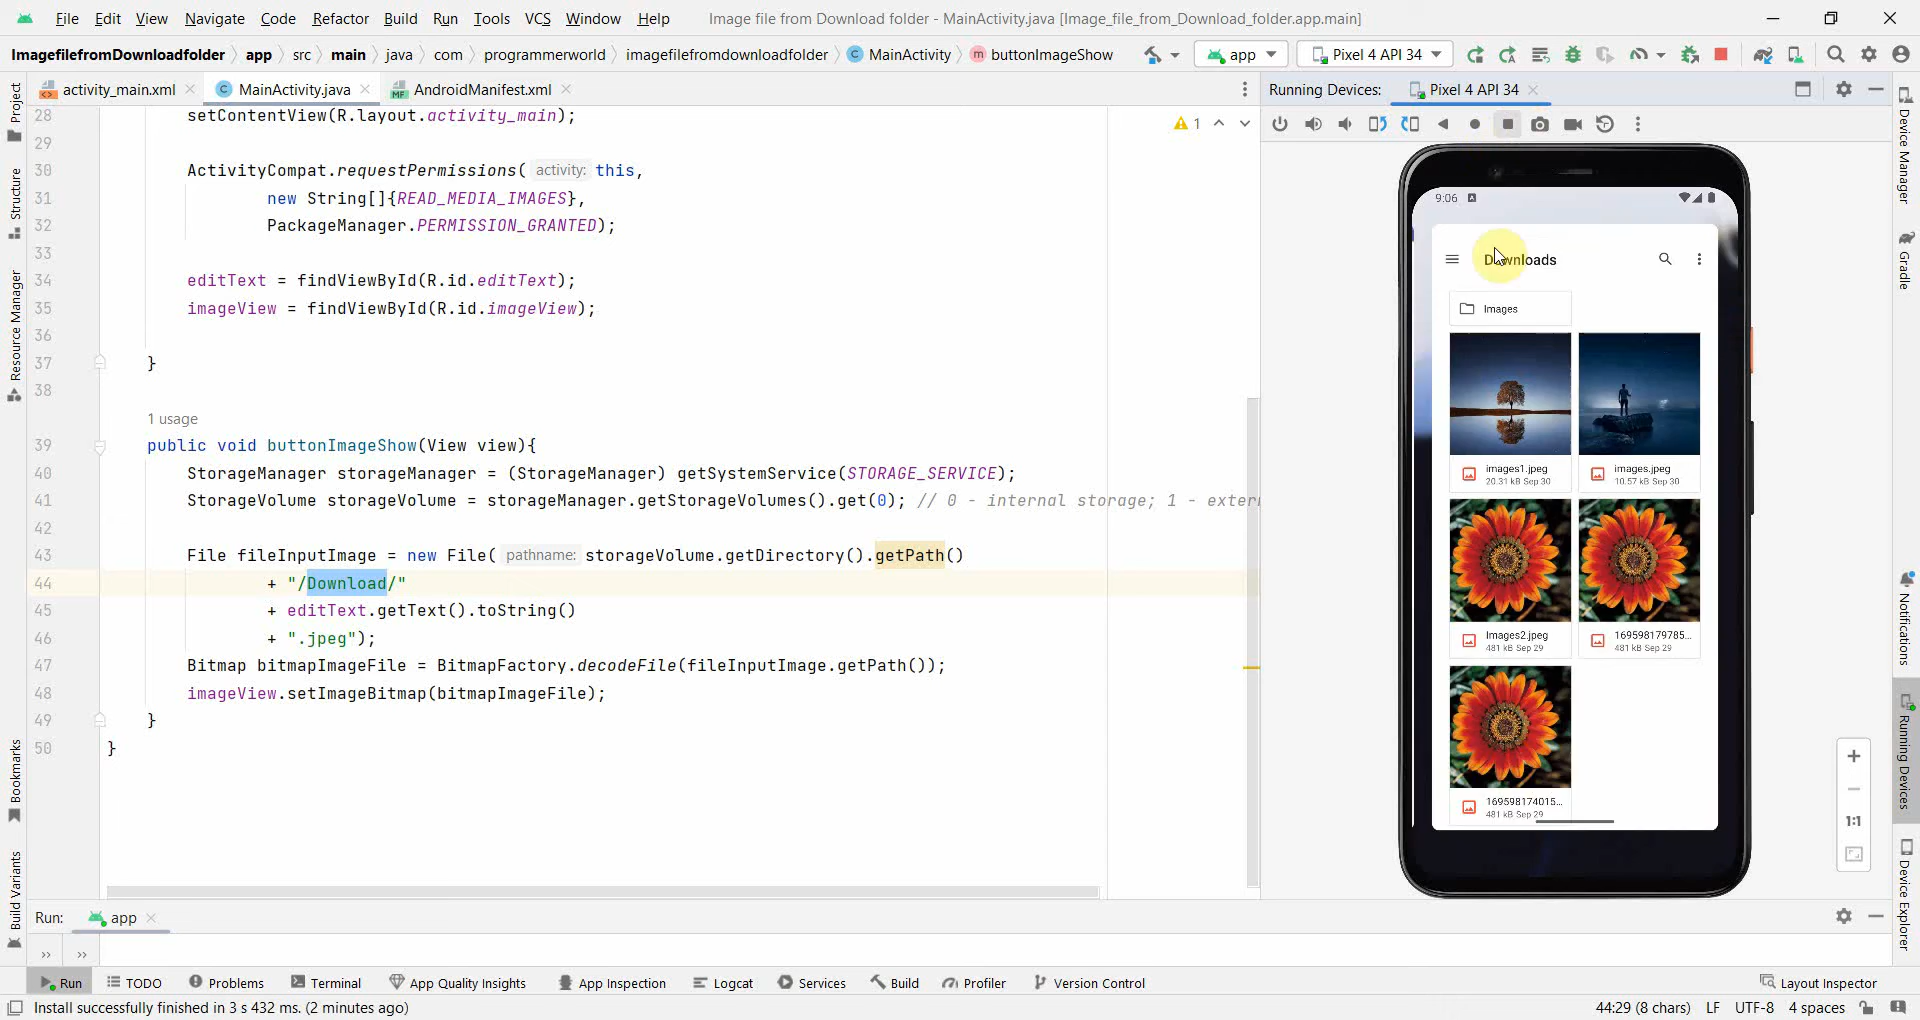 File Edit View Navigate Code Refactor Build Run Tools VCS Window Help Image file from Download folder - MainActivity.java [Image_file_from_Download_folder.app.main]
ImagefilefromDownloadfolder app src main java com programmerworld imagefilefromdownloadfolder MainActivity buttonImageShow app Pixel 4 API 34
activity_main.xml MainActivity.java AndroidManifest.xml Running Devices: Pixel 4 API 34
Project
Structure
Resource Manager
Bookmarks
Build Variants
1
28 setContentView(R.layout.activity_main);
29
30 ActivityCompat.requestPermissions( activity: this,
31 new String[]{READ_MEDIA_IMAGES},
32 PackageManager.PERMISSION_GRANTED);
33
34 editText = findViewById(R.id.editText);
35 imageView = findViewById(R.id.imageView);
36
37 }
38
1 usage
39 public void buttonImageShow(View view){
40 StorageManager storageManager = (StorageManager) getSystemService(STORAGE_SERVICE);
41 StorageVolume storageVolume = storageManager.getStorageVolumes().get(0); // 0 - internal storage; 1 - extern
42
43 File fileInputImage = new File( pathname: storageVolume.getDirectory().getPath()
44 + "/Download/"
45 + editText.getText().toString()
46 + ".jpeg");
47 Bitmap bitmapImageFile = BitmapFactory.decodeFile(fileInputImage.getPath());
48 imageView.setImageBitmap(bitmapImageFile);
49 }
50 }
9:06
Downloads
Images
images1.jpeg
20.31 kB Sep 30
images.jpeg
10.57 kB Sep 30
Images2.jpeg
481 kB Sep 29
169598179785...
481 kB Sep 29
169598174015...
481 kB Sep 29
1:1
Device Manager
Gradle
Notifications
Running Devices
Device Explorer
Run: app
Run TODO Problems Terminal App Quality Insights App Inspection Logcat Services Build Profiler Version Control Layout Inspector
Install successfully finished in 3 s 432 ms. (2 minutes ago) 44:29 (8 chars) LF UTF-8 4 spaces